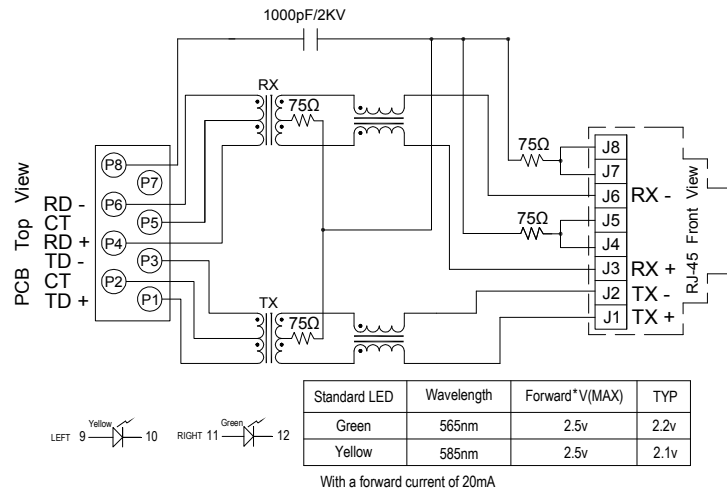 1000pF/2KV
RX
75Ω
75Ω
J8
J7
J6
J5
J4
J3
J2
J1
RX -
RX +
TX -
TX +
75Ω
RJ-45 Front View
PCB Top View
P8
P7
P6
P5
P4
P3
P2
P1
RD -
CT
RD +
TD -
CT
TD +
TX
75Ω
LEFT 9 Yellow 10
RIGHT 11 Green 12
Standard LED Wavelength Forward*V(MAX) TYP
Green 565nm 2.5v 2.2v
Yellow 585nm 2.5v 2.1v
With a forward current of 20mA